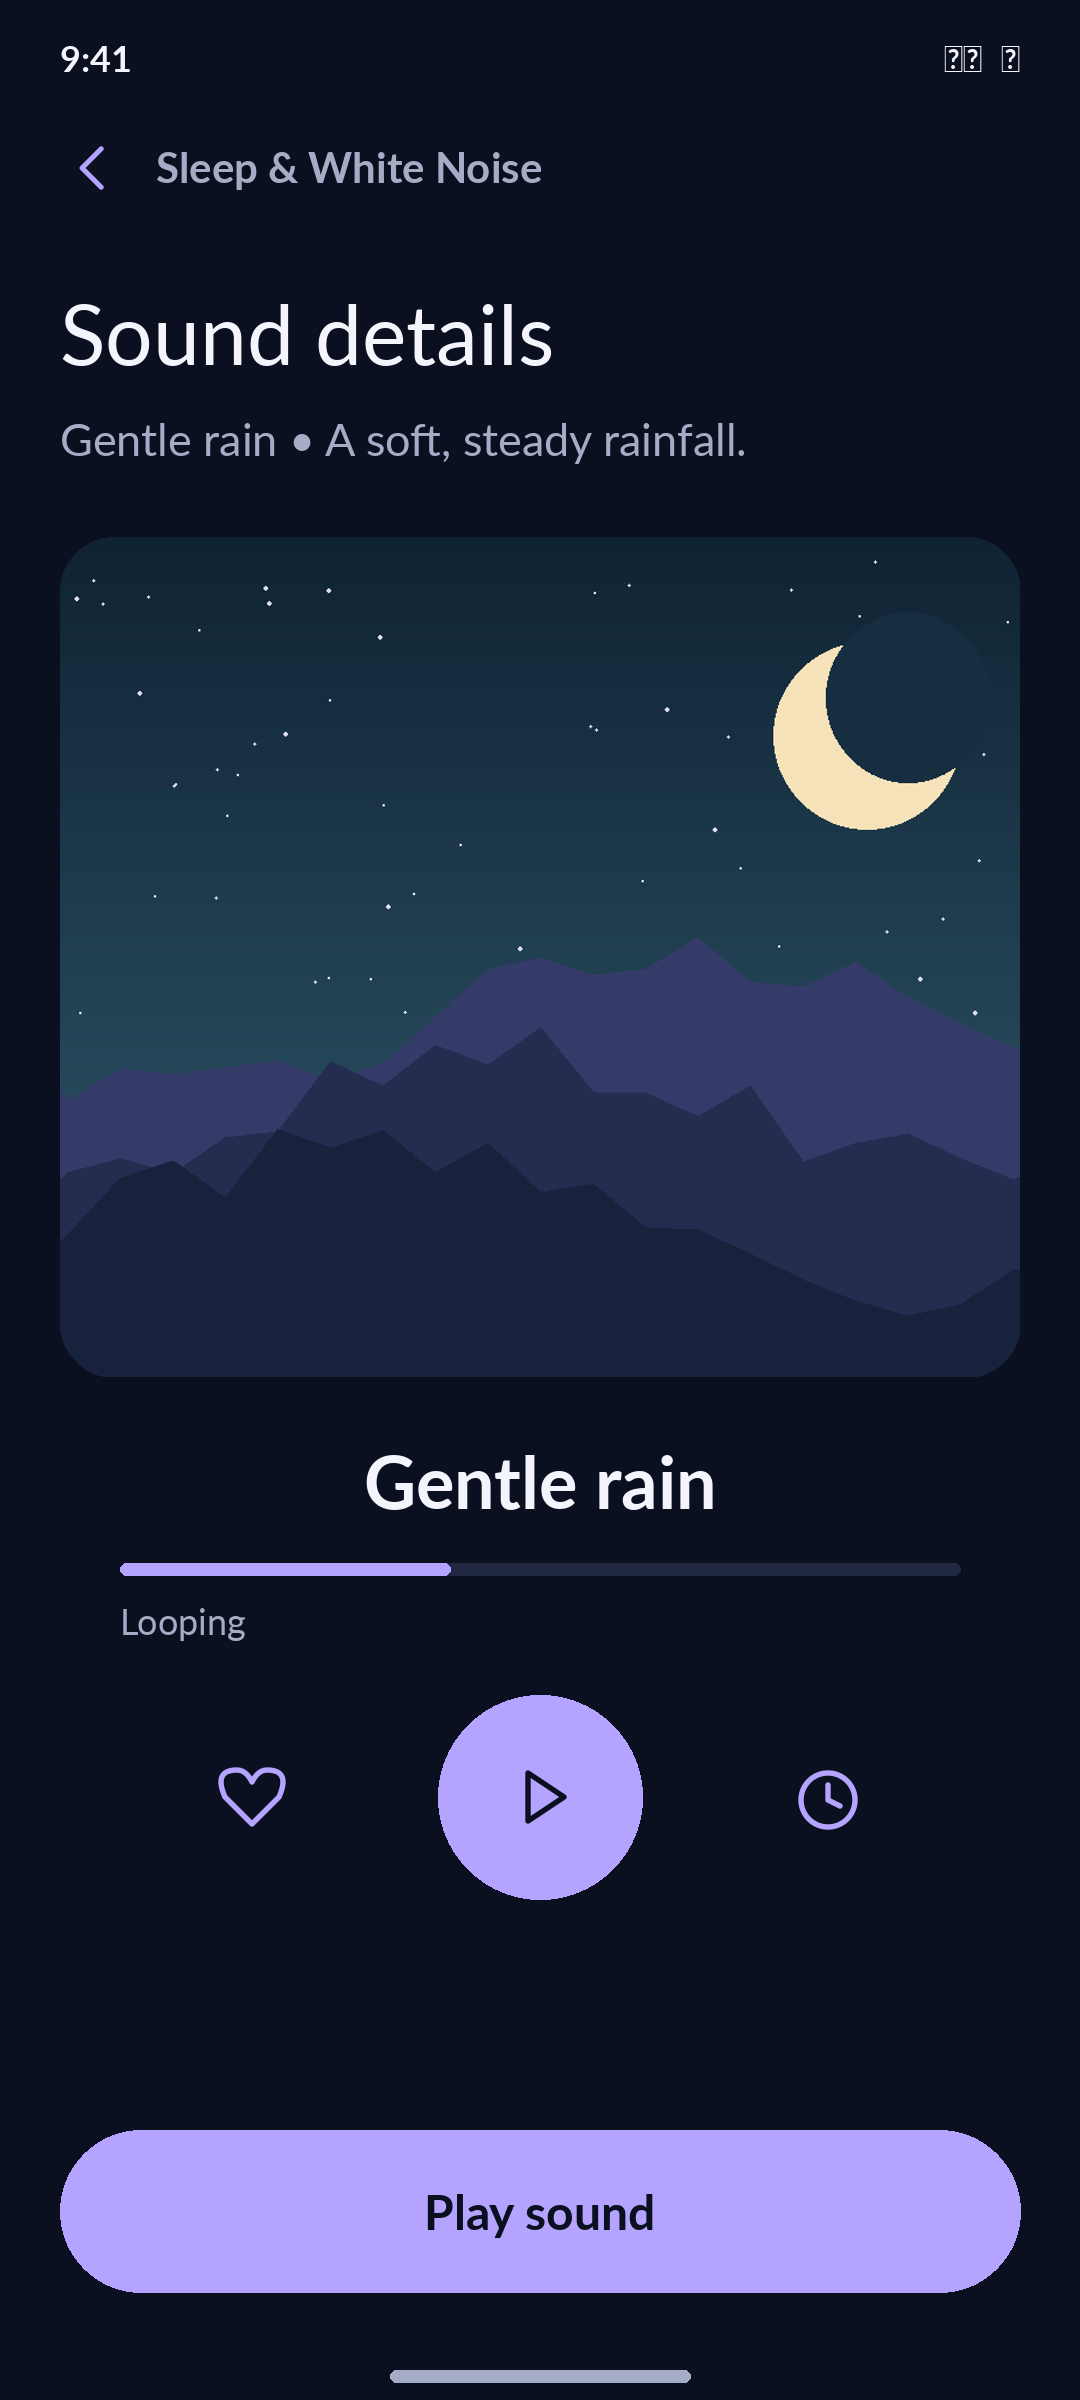 9:41
Sleep & White Noise
Sound details
Gentle rain • A soft, steady rainfall.
Gentle rain
Looping
Play sound